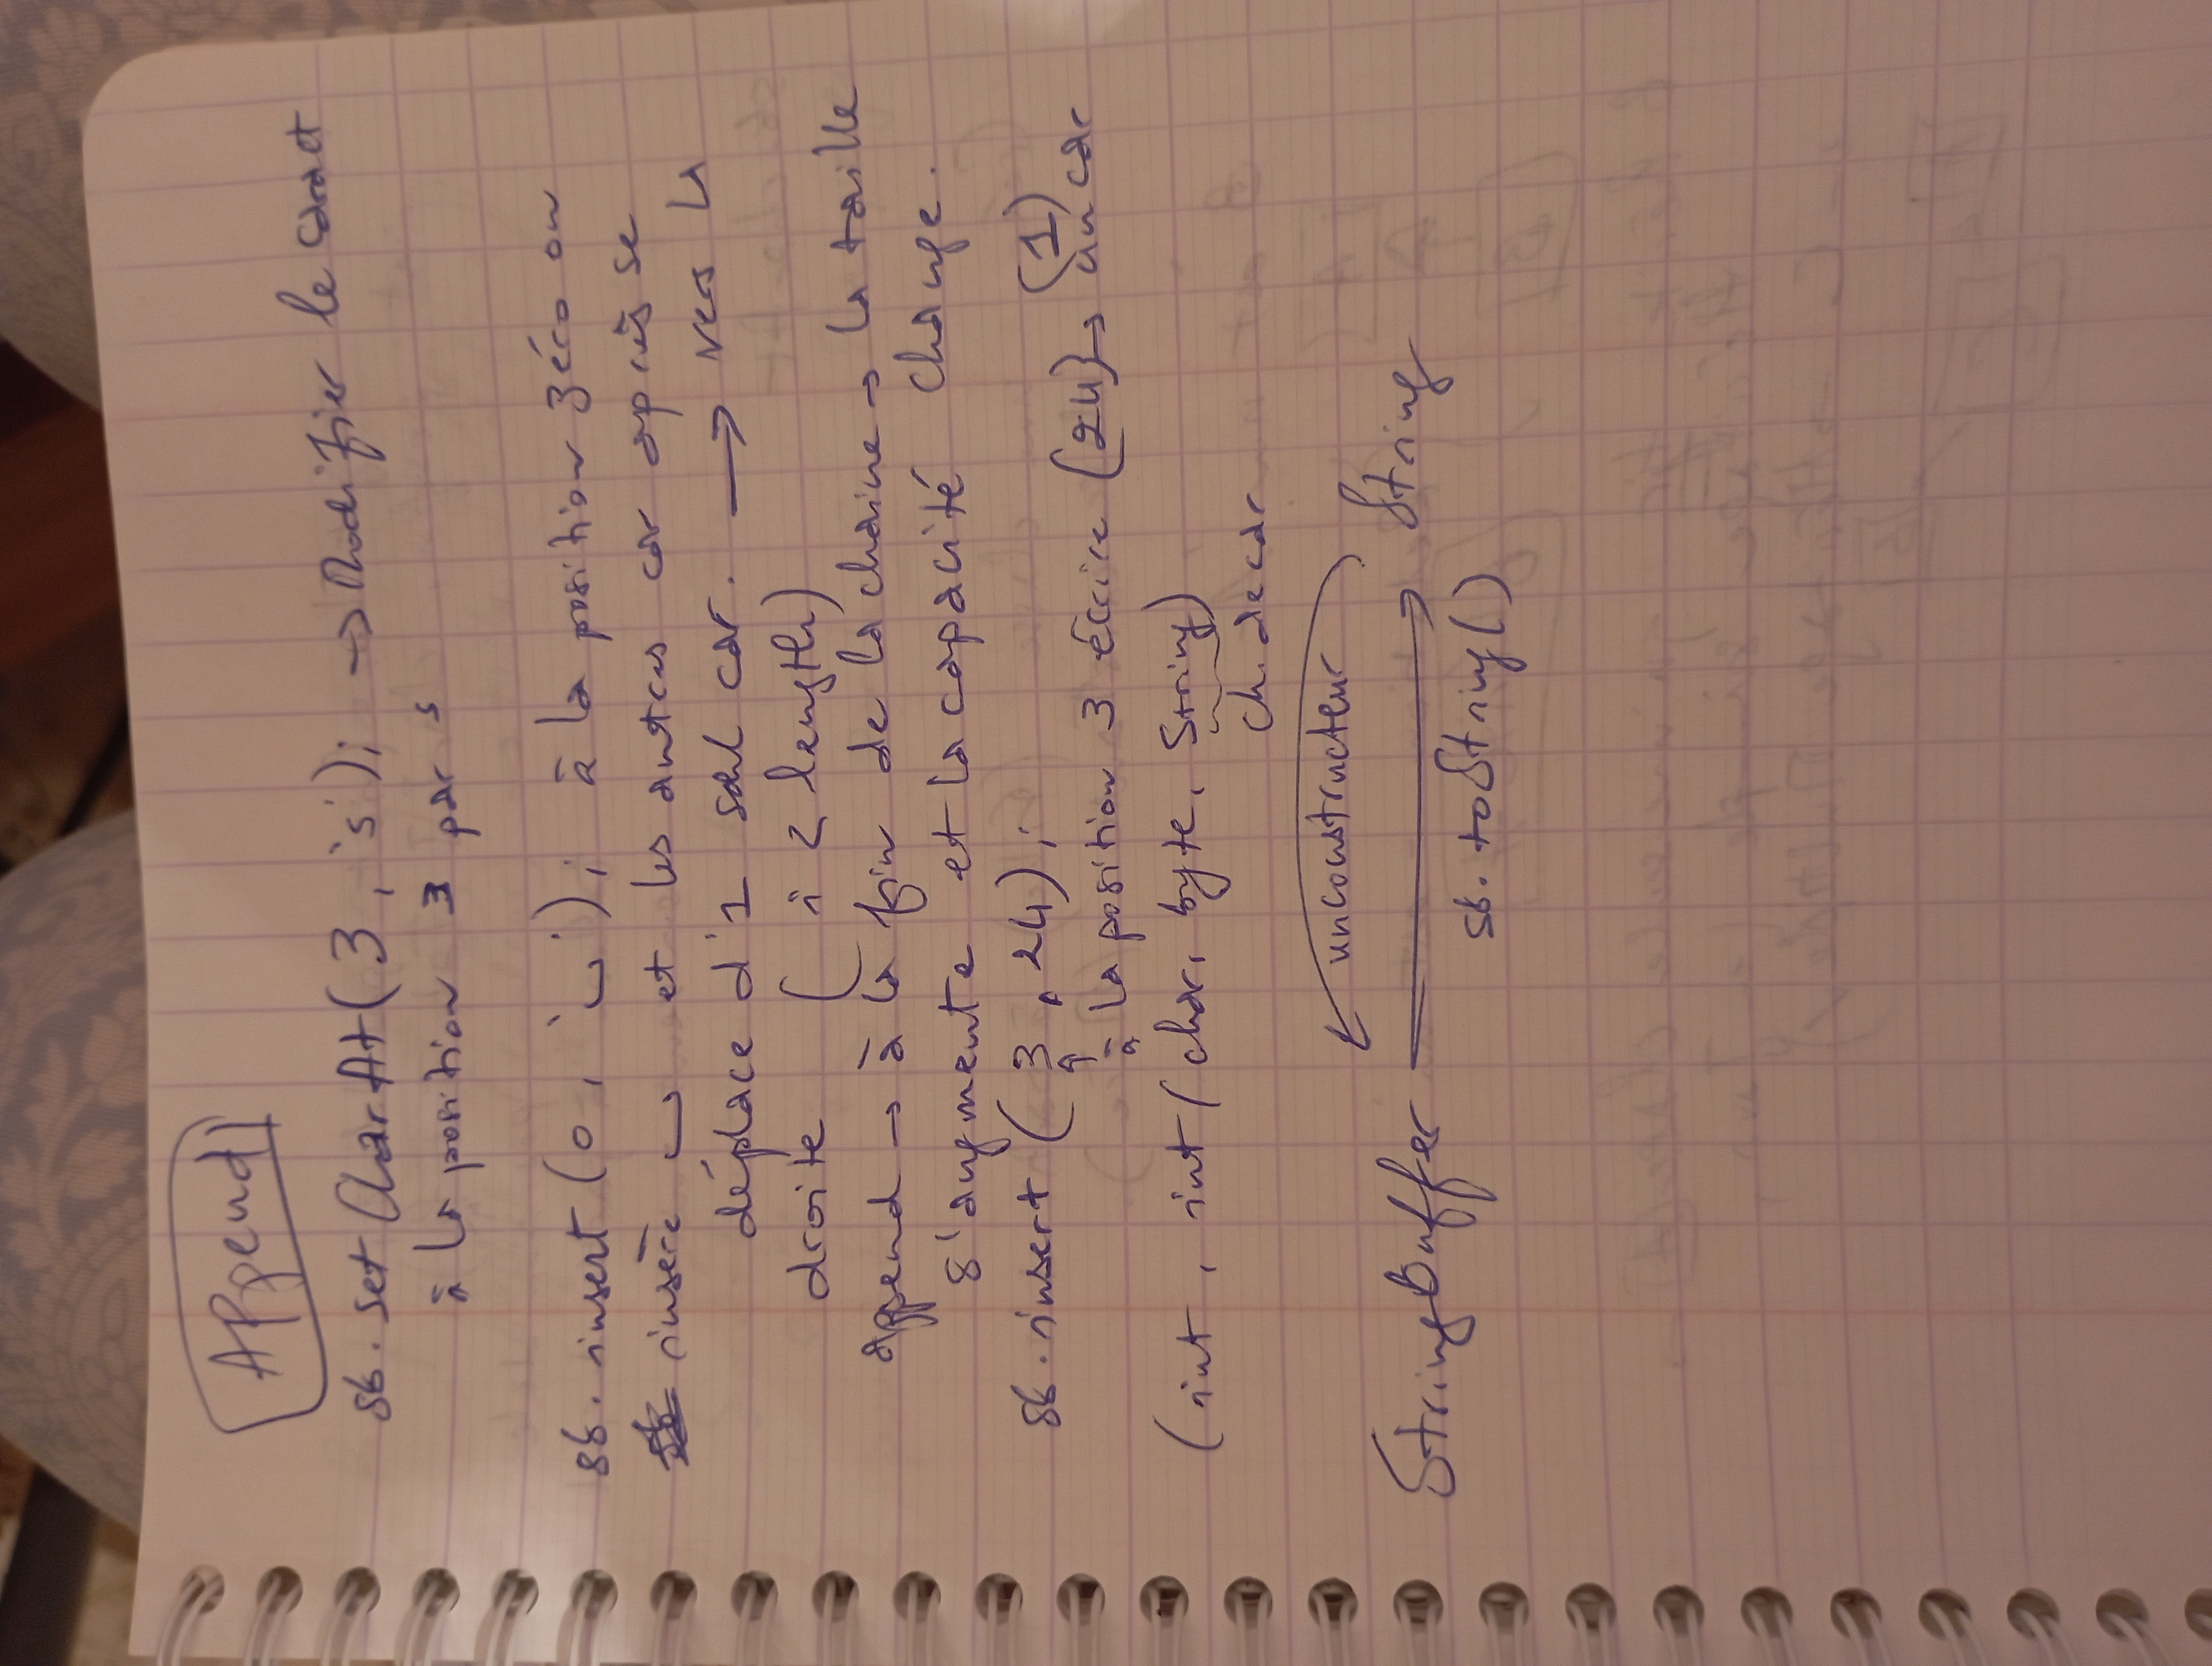 Append
sb. set CharAt(3, 's'); → Modifier le caract
à la position 3 par s
sb. insert (0, '␣'); à la position zéro on
insère ␣ et les autres car après se
déplace d'1 seul car. → vers la
droite ( i < length)
append → à la fin de la chaine → la taille
s'augmente et la capacité change.
sb. insert ( 3, 24);
(1)
à la position 3 écrire (24) → un car
(int, int / char, byte, String)
ch. de car
un constructeur
StringBuffer → String
sb. toString()